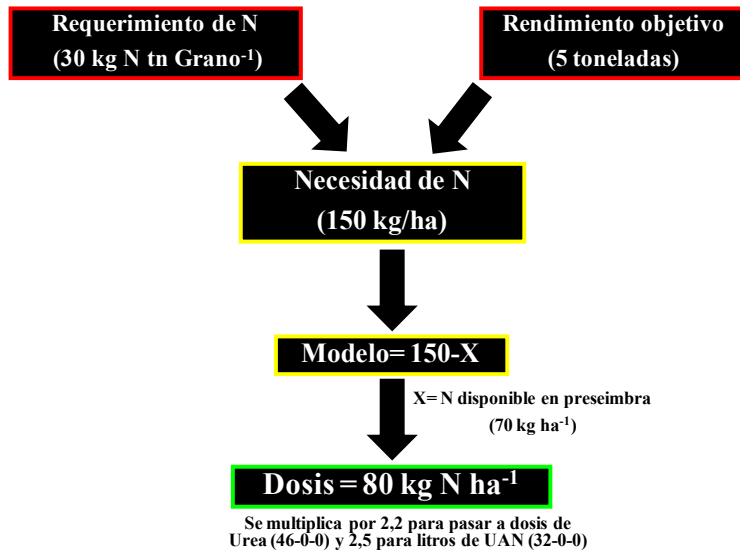 Requerimiento de N
(30 kg N tn Grano⁻¹)
Rendimiento objetivo
(5 toneladas)
Necesidad de N
(150 kg/ha)
Modelo= 150-X
X= N disponible en preseimbra
(70 kg ha⁻¹)
Dosis = 80 kg N ha⁻¹
Se multiplica por 2,2 para pasar a dosis de
Urea (46-0-0) y 2,5 para litros de UAN (32-0-0)